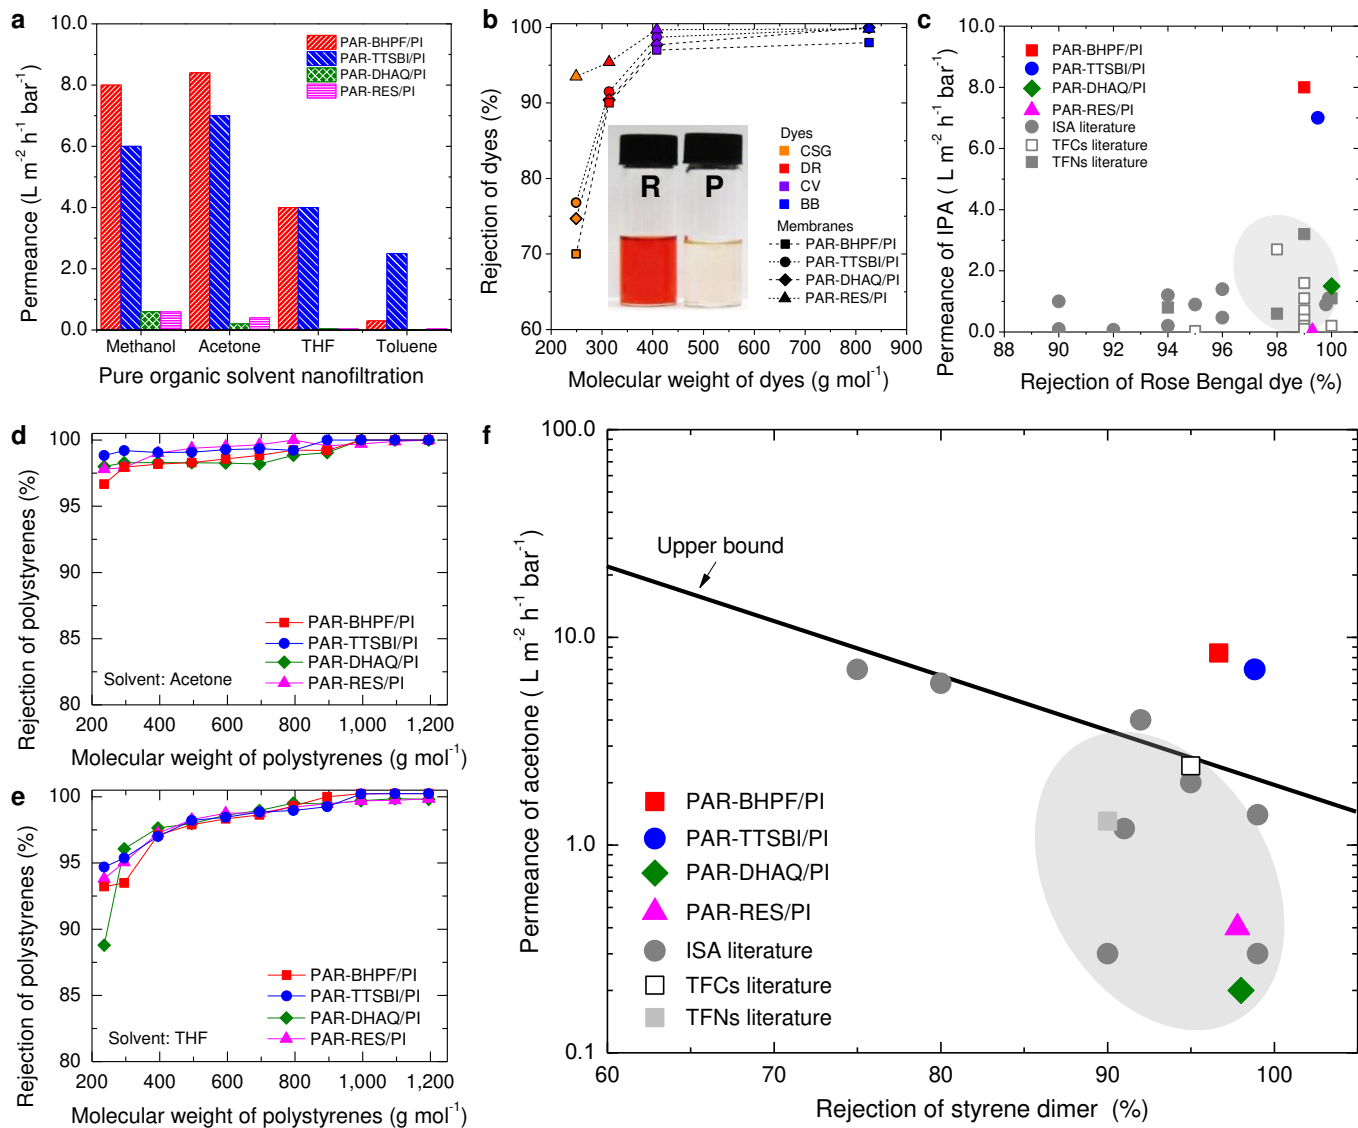 a
10.0
8.0
6.0
4.0
2.0
0.0
Permeance (L m⁻² h⁻¹ bar⁻¹)
PAR-BHPF/PI
PAR-TTSBI/PI
PAR-DHAQ/PI
PAR-RES/PI
Methanol Acetone THF Toluene
Pure organic solvent nanofiltration
b
100
90
80
70
60
Rejection of dyes (%)
R P
Dyes
CSG
DR
CV
BB
Membranes
PAR-BHPF/PI
PAR-TTSBI/PI
PAR-DHAQ/PI
PAR-RES/PI
200 300 400 500 600 700 800 900
Molecular weight of dyes (g mol⁻¹)
c
10.0
8.0
6.0
4.0
2.0
0.0
Permeance of IPA ( L m⁻² h⁻¹ bar⁻¹)
PAR-BHPF/PI
PAR-TTSBI/PI
PAR-DHAQ/PI
PAR-RES/PI
ISA literature
TFCs literature
TFNs literature
88 90 92 94 96 98 100
Rejection of Rose Bengal dye (%)
d
100
95
90
85
80
Rejection of polystyrenes (%)
PAR-BHPF/PI
PAR-TTSBI/PI
PAR-DHAQ/PI
PAR-RES/PI
Solvent: Acetone
200 400 600 800 1,000 1,200
Molecular weight of polystyrenes (g mol⁻¹)
e
100
95
90
85
80
Rejection of polystyrenes (%)
PAR-BHPF/PI
PAR-TTSBI/PI
PAR-DHAQ/PI
PAR-RES/PI
Solvent: THF
200 400 600 800 1,000 1,200
Molecular weight of polystyrenes (g mol⁻¹)
f
100.0
10.0
1.0
0.1
Permeance of acetone ( L m⁻² h⁻¹ bar⁻¹)
Upper bound
PAR-BHPF/PI
PAR-TTSBI/PI
PAR-DHAQ/PI
PAR-RES/PI
ISA literature
TFCs literature
TFNs literature
60 70 80 90 100
Rejection of styrene dimer (%)